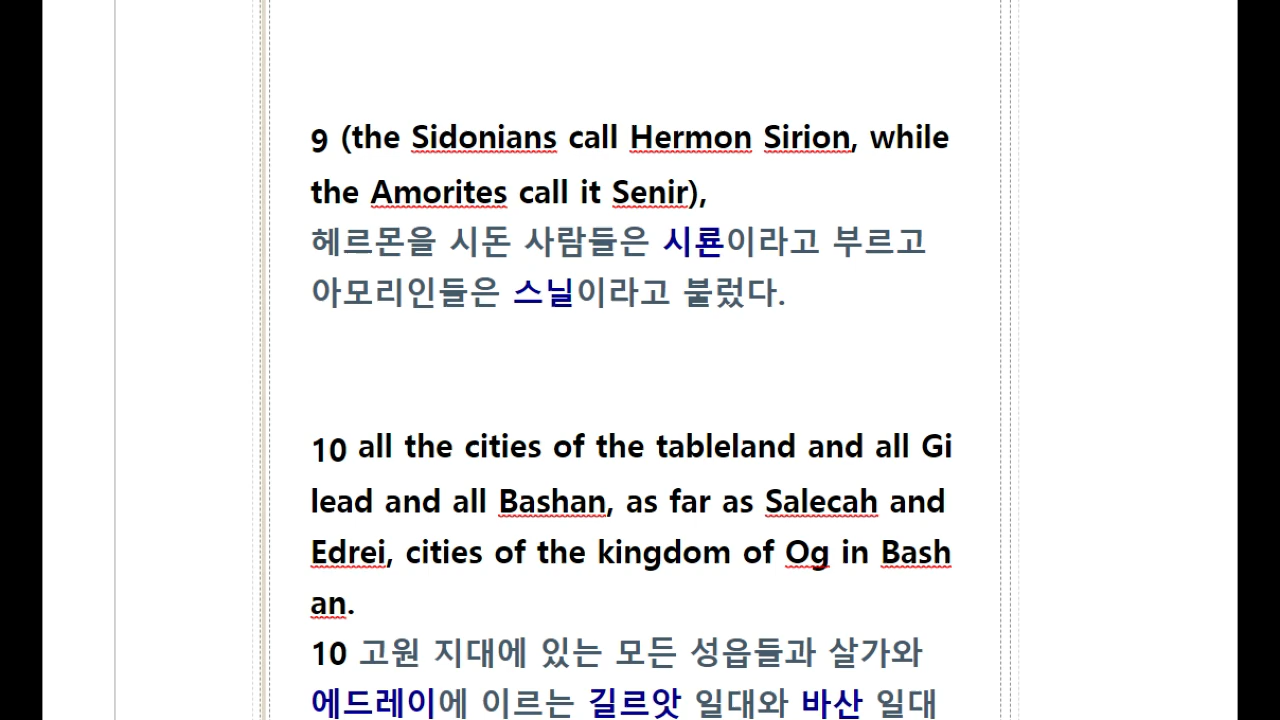 9 (the Sidonians call Hermon Sirion, while
the Amorites call it Senir),
헤르몬을 시돈 사람들은 시룐이라고 부르고
아모리인들은 스닐이라고 불렀다.
10 all the cities of the tableland and all Gi
lead and all Bashan, as far as Salecah and
Edrei, cities of the kingdom of Og in Bash
an.
10 고원 지대에 있는 모든 성읍들과 살가와
에드레이에 이르는 길르앗 일대와 바산 일대